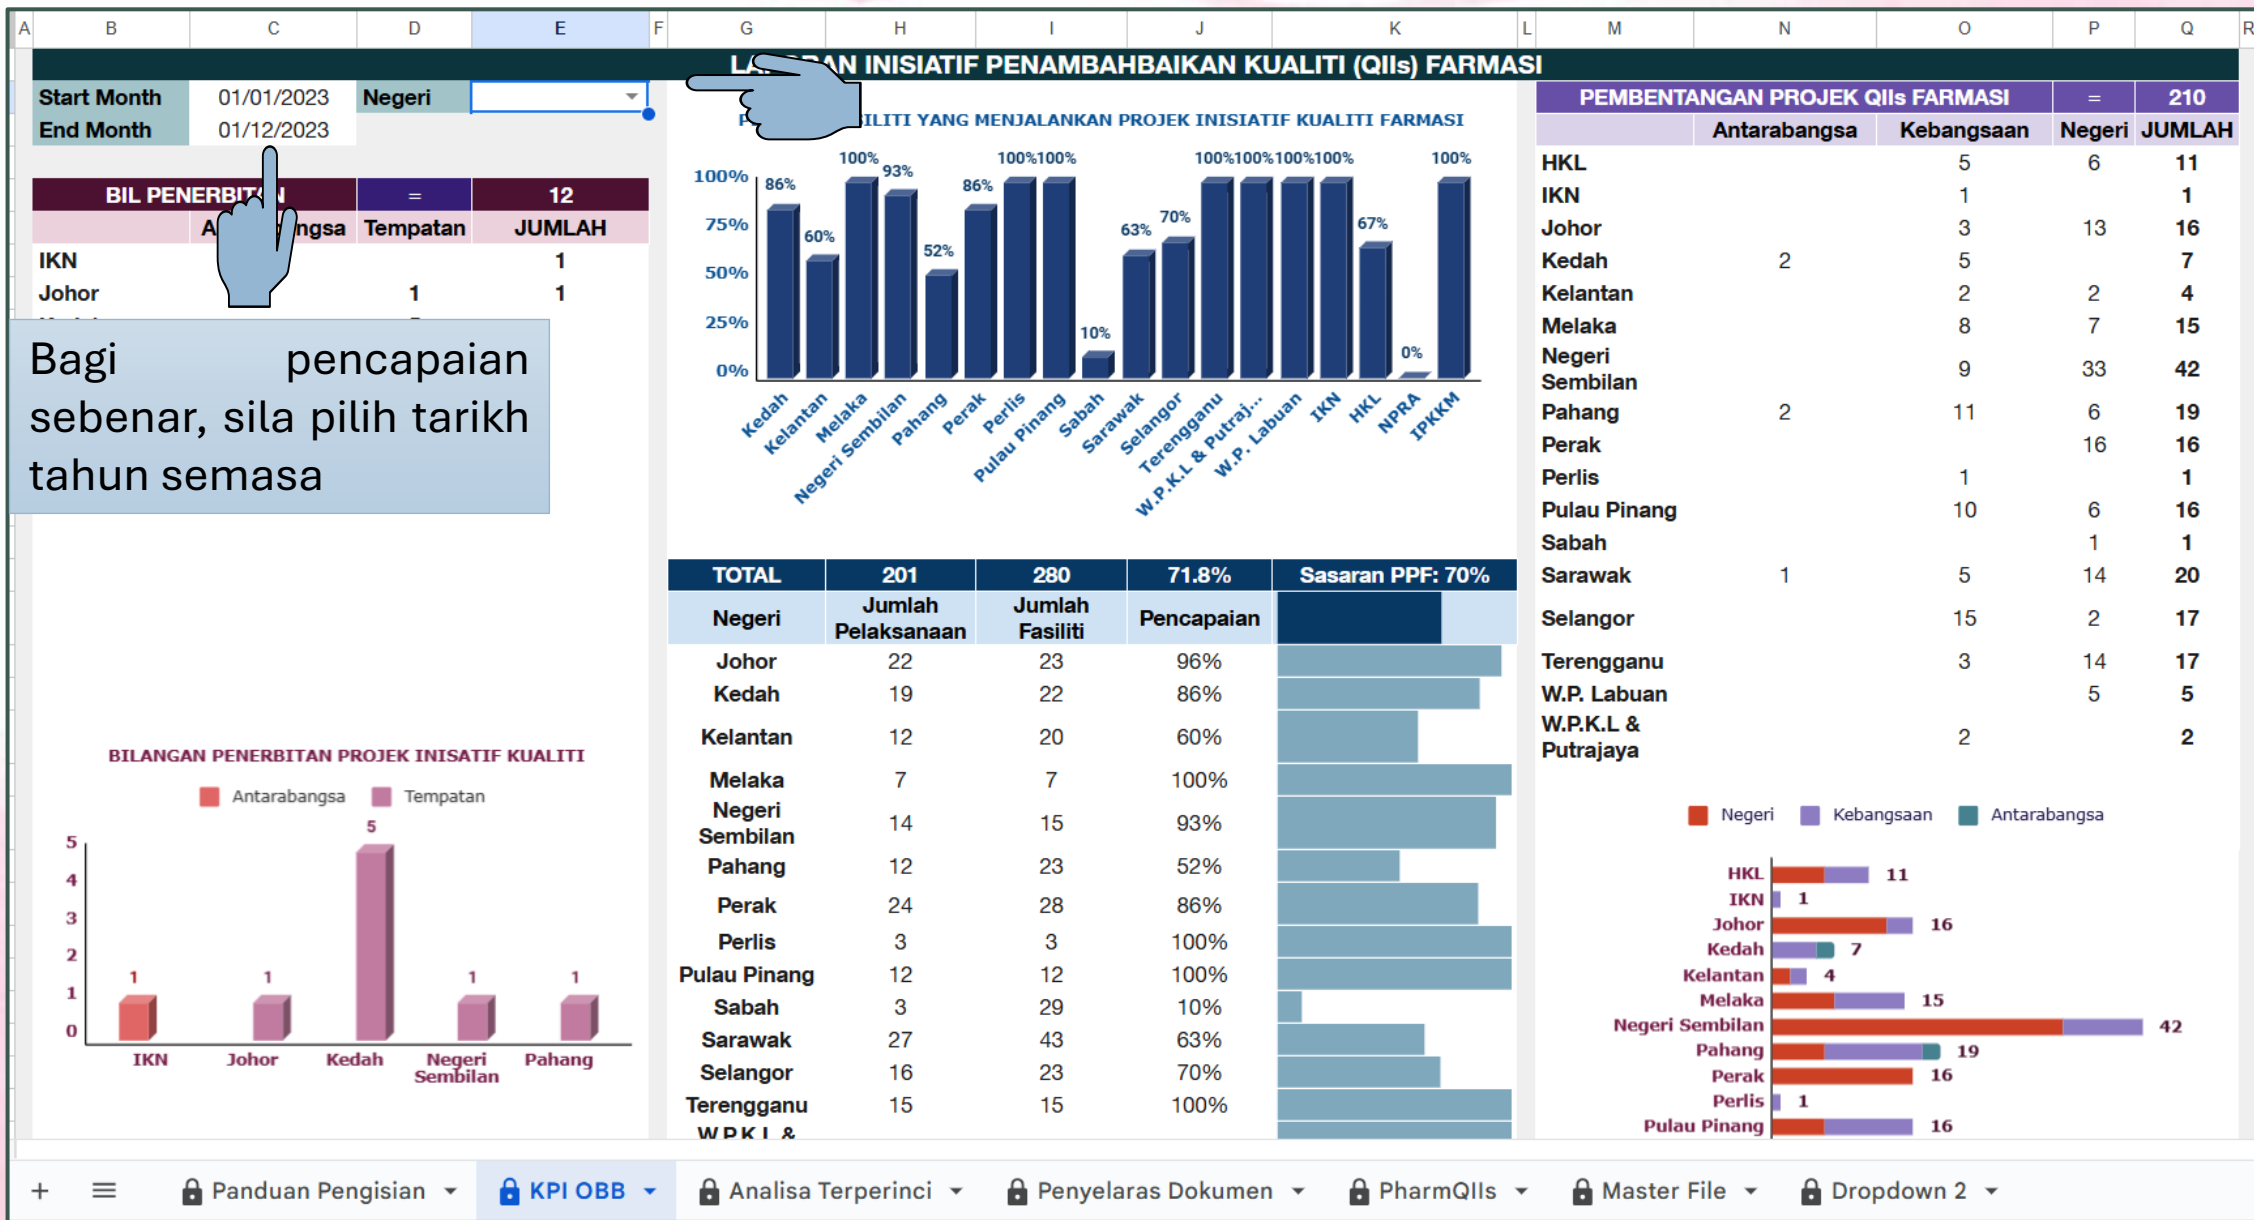 A B C D E F G H I J K L M N O P Q R
INISIATIF PENAMBAHBAIKAN KUALITI (QIIs) FARMASI
Start Month 01/01/2023 Negeri
End Month 01/12/2023
BIL PENERBITAN = 12
Tempatan JUMLAH
IKN 1
Johor 1 1
Bagi pencapaian
sebenar, sila pilih tarikh
tahun semasa
BILANGAN PENERBITAN PROJEK INISATIF KUALITI
Antarabangsa Tempatan
5
4
3
2
1
0
1 1 5 1 1
IKN Johor Kedah Negeri Sembilan Pahang
YANG MENJALANKAN PROJEK INISIATIF KUALITI FARMASI
100%
75%
50%
25%
0%
86% 60% 100% 93% 52% 86% 100% 100% 10% 63% 70% 100% 100% 100% 100% 67% 0% 100%
Kedah Kelantan Melaka Negeri Sembilan Pahang Perak Perlis Pulau Pinang Sabah Sarawak Selangor Terengganu W.P.K.L & Putraj... W.P. Labuan IKN HKL NPRA IPKKM
TOTAL 201 280 71.8% Sasaran PPF: 70%
Negeri Jumlah Pelaksanaan Jumlah Fasiliti Pencapaian
Johor 22 23 96%
Kedah 19 22 86%
Kelantan 12 20 60%
Melaka 7 7 100%
Negeri Sembilan 14 15 93%
Pahang 12 23 52%
Perak 24 28 86%
Perlis 3 3 100%
Pulau Pinang 12 12 100%
Sabah 3 29 10%
Sarawak 27 43 63%
Selangor 16 23 70%
Terengganu 15 15 100%
W.P.K.L &
PEMBENTANGAN PROJEK QIIs FARMASI = 210
Antarabangsa Kebangsaan Negeri JUMLAH
HKL 5 6 11
IKN 1 1
Johor 3 13 16
Kedah 2 5 7
Kelantan 2 2 4
Melaka 8 7 15
Negeri Sembilan 9 33 42
Pahang 2 11 6 19
Perak 16 16
Perlis 1 1
Pulau Pinang 10 6 16
Sabah 1 1
Sarawak 1 5 14 20
Selangor 15 2 17
Terengganu 3 14 17
W.P. Labuan 5 5
W.P.K.L & Putrajaya 2 2
Negeri Kebangsaan Antarabangsa
HKL 11
IKN 1
Johor 16
Kedah 7
Kelantan 4
Melaka 15
Negeri Sembilan 42
Pahang 19
Perak 16
Perlis 1
Pulau Pinang 16
+ Panduan Pengisian KPI OBB Analisa Terperinci Penyelaras Dokumen PharmQIIs Master File Dropdown 2